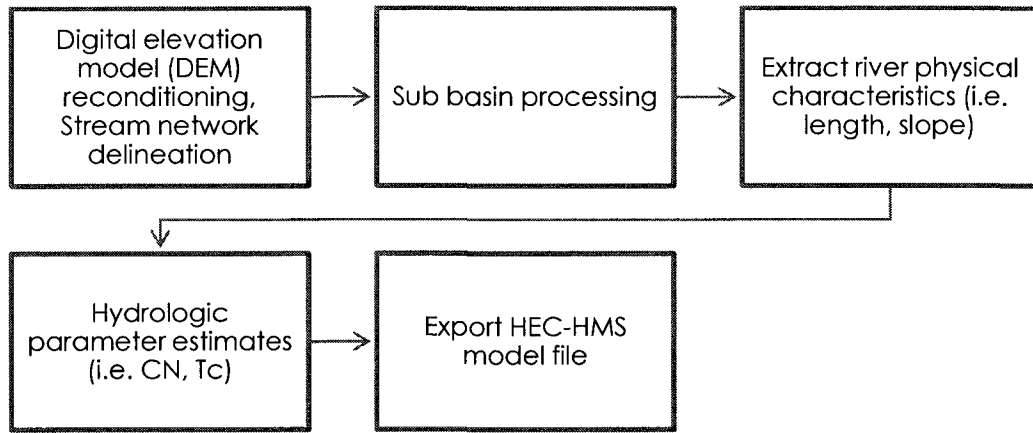 Digital elevation
model (DEM)
reconditioning,
Stream network
delineation
Sub basin processing
Extract river physical
characteristics (i.e.
length, slope)
Hydrologic
parameter estimates
(i.e. CN, Tc)
Export HEC-HMS
model file